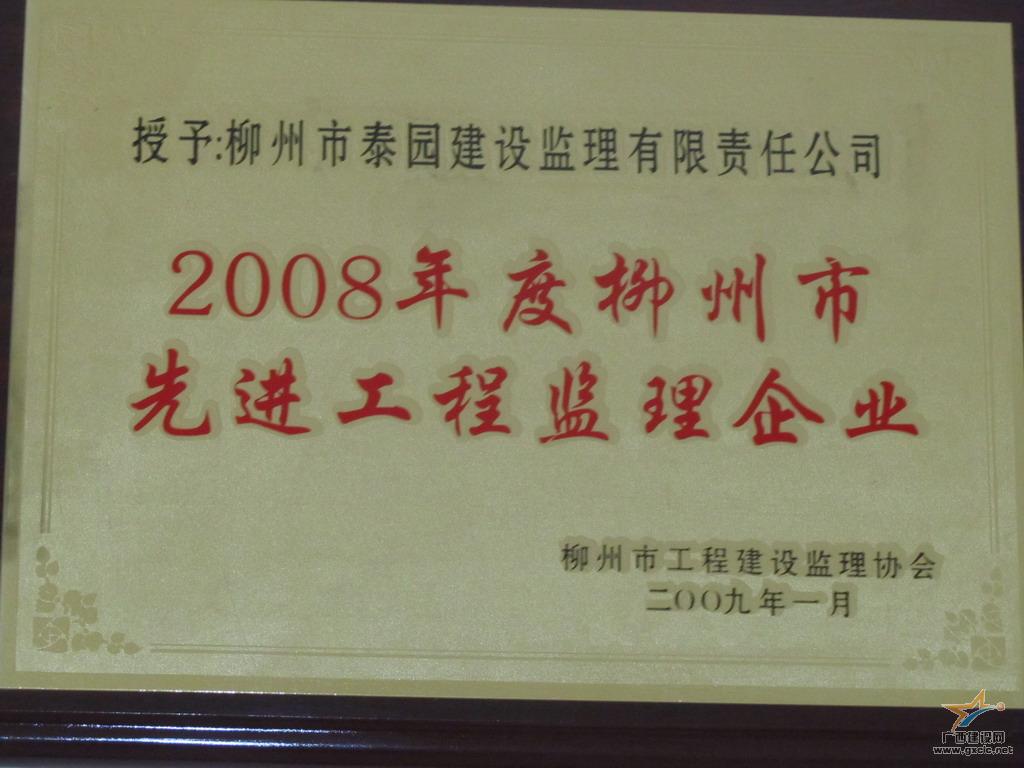 授予:柳州市泰园建设监理有限责任公司
2008年度柳州市
先进工程监理企业
柳州市工程建设监理协会
二〇〇九年一月
广西建设网
www.gxcic.net